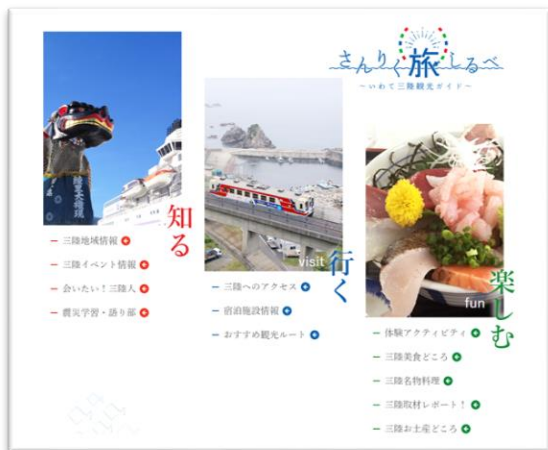 さんりく旅しるべ
～いわて三陸観光ガイド～
知る
三陸地域情報
三陸イベント情報
会いたい！三陸人
震災学習・語り部
visit
行く
三陸へのアクセス
宿泊施設情報
おすすめ観光ルート
fun
楽しむ
体験アクティビティ
三陸美食どころ
三陸名物料理
三陸取材レポート！
三陸お土産どころ